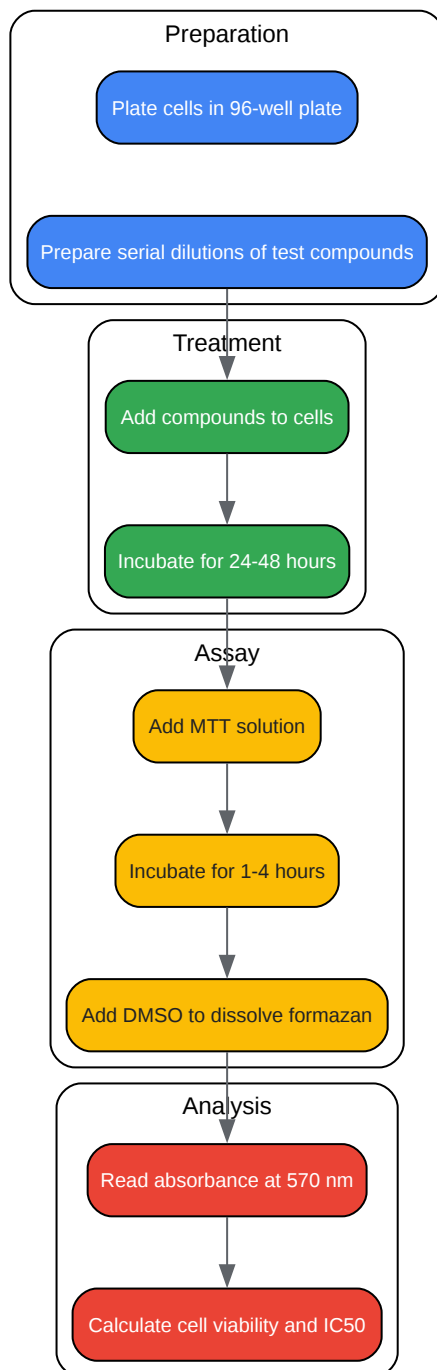 Preparation
Plate cells in 96-well plate
Prepare serial dilutions of test compounds
Treatment
Add compounds to cells
Incubate for 24-48 hours
Assay
Add MTT solution
Incubate for 1-4 hours
Add DMSO to dissolve formazan
Analysis
Read absorbance at 570 nm
Calculate cell viability and IC50